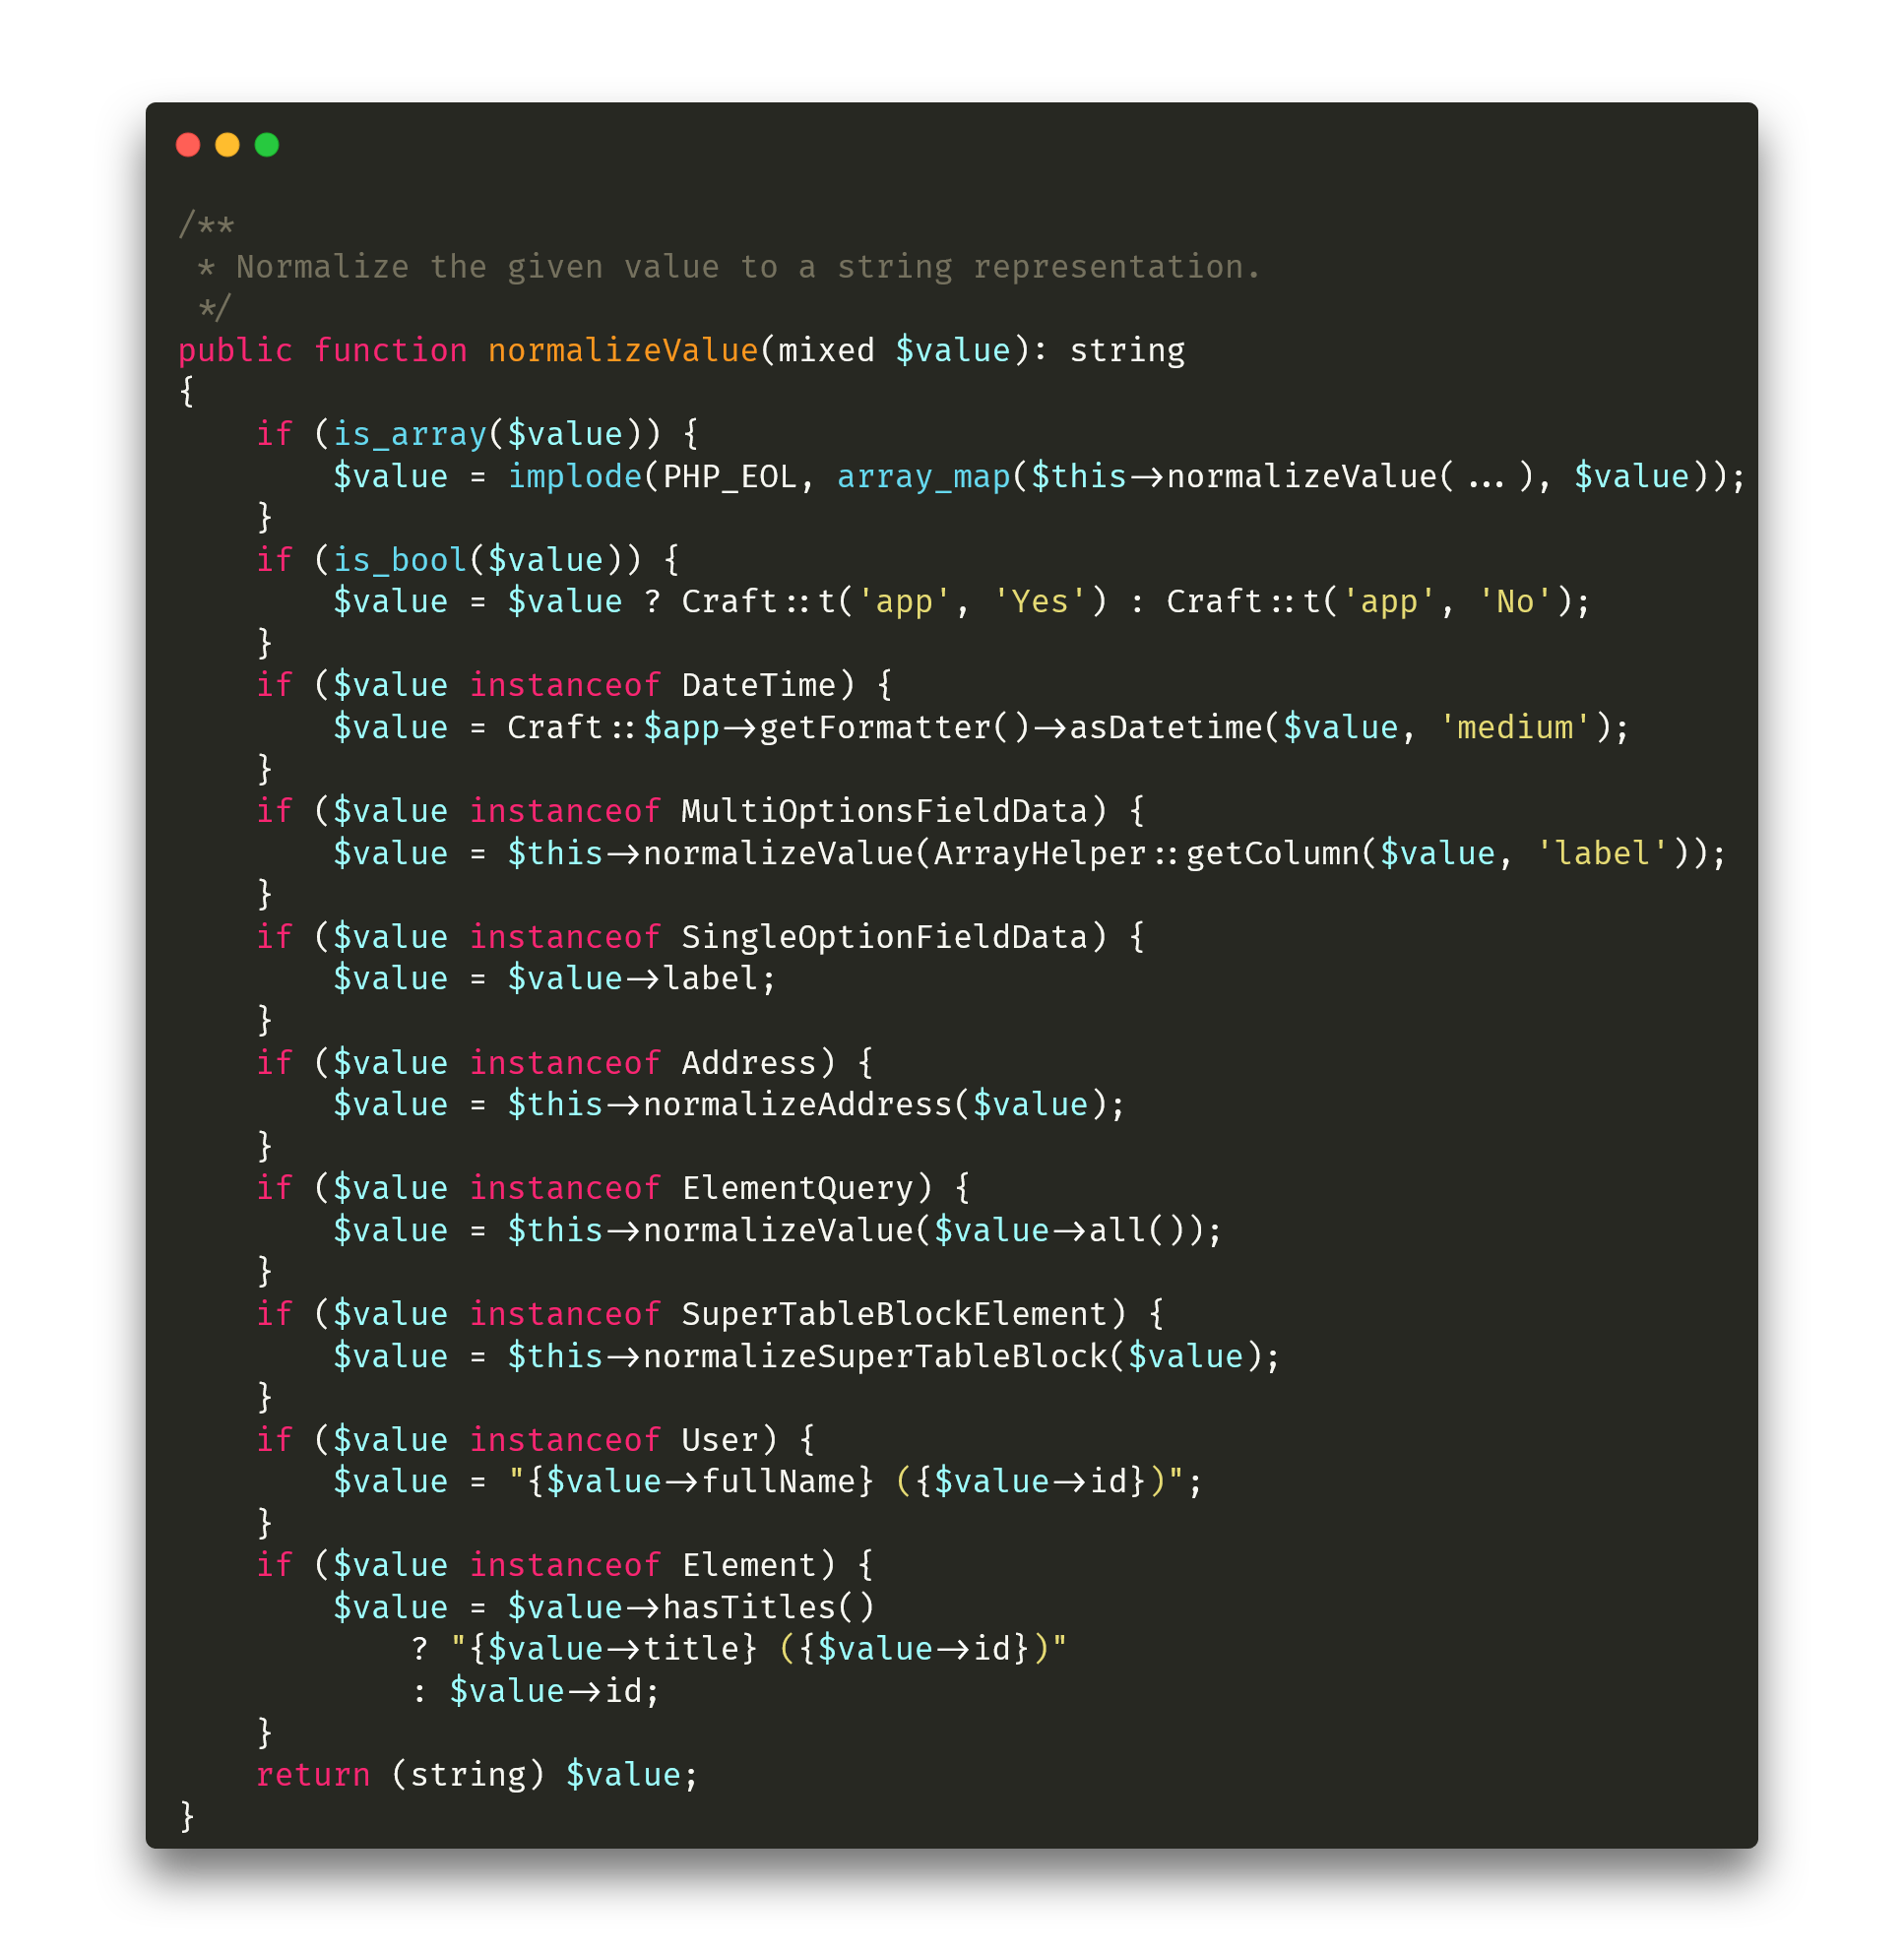 /**
 * Normalize the given value to a string representation.
 */
public function normalizeValue(mixed $value): string
{
    if (is_array($value)) {
        $value = implode(PHP_EOL, array_map($this->normalizeValue(...), $value));
    }
    if (is_bool($value)) {
        $value = $value ? Craft::t('app', 'Yes') : Craft::t('app', 'No');
    }
    if ($value instanceof DateTime) {
        $value = Craft::$app->getFormatter()->asDatetime($value, 'medium');
    }
    if ($value instanceof MultiOptionsFieldData) {
        $value = $this->normalizeValue(ArrayHelper::getColumn($value, 'label'));
    }
    if ($value instanceof SingleOptionFieldData) {
        $value = $value->label;
    }
    if ($value instanceof Address) {
        $value = $this->normalizeAddress($value);
    }
    if ($value instanceof ElementQuery) {
        $value = $this->normalizeValue($value->all());
    }
    if ($value instanceof SuperTableBlockElement) {
        $value = $this->normalizeSuperTableBlock($value);
    }
    if ($value instanceof User) {
        $value = "{$value->fullName} ({$value->id})";
    }
    if ($value instanceof Element) {
        $value = $value->hasTitles()
            ? "{$value->title} ({$value->id})"
            : $value->id;
    }
    return (string) $value;
}